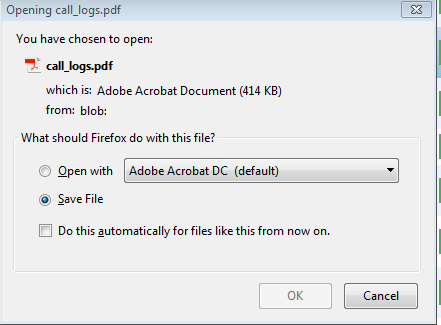 Opening call_logs.pdf
You have chosen to open:
call_logs.pdf
which is: Adobe Acrobat Document (414 KB)
from: blob:
What should Firefox do with this file?
Open with Adobe Acrobat DC (default)
Save File
Do this automatically for files like this from now on.
OK Cancel